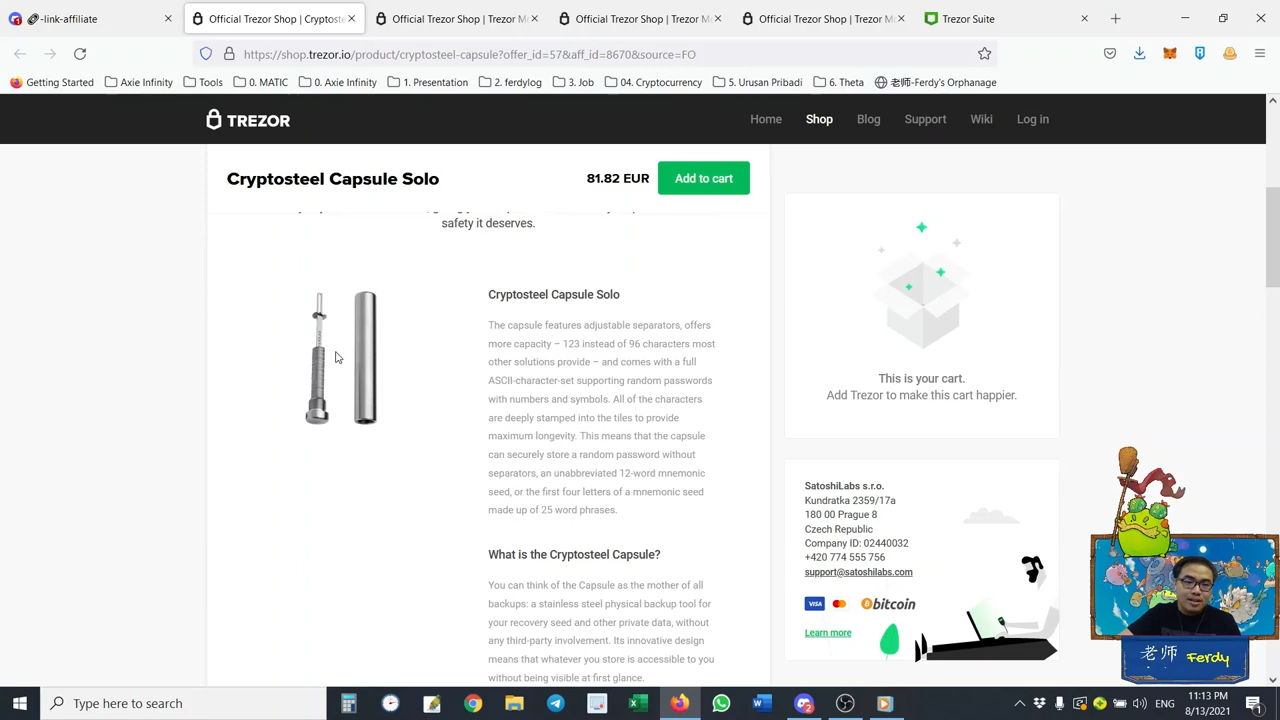 -link-affiliate
Official Trezor Shop | Cryptoste
Official Trezor Shop | Trezor Mo
Official Trezor Shop | Trezor Mo
Official Trezor Shop | Trezor Mo
Trezor Suite
https://shop.trezor.io/product/cryptosteel-capsule?offer_id=57&aff_id=8670&source=FO
Getting Started
Axie Infinity
Tools
0. MATIC
0. Axie Infinity
1. Presentation
2. ferdylog
3. Job
04. Cryptocurrency
5. Urusan Pribadi
6. Theta
老师-Ferdy's Orphanage
TREZOR
Home
Shop
Blog
Support
Wiki
Log in
Cryptosteel Capsule Solo
81.82 EUR
Add to cart
safety it deserves.
Cryptosteel Capsule Solo
The capsule features adjustable separators, offers
more capacity – 123 instead of 96 characters most
other solutions provide – and comes with a full
ASCII-character-set supporting random passwords
with numbers and symbols. All of the characters
are deeply stamped into the tiles to provide
maximum longevity. This means that the capsule
can securely store a random password without
separators, an unabbreviated 12-word mnemonic
seed, or the first four letters of a mnemonic seed
made up of 25 word phrases.
What is the Cryptosteel Capsule?
You can think of the Capsule as the mother of all
backups: a stainless steel physical backup tool for
your recovery seed and other private data, without
any third-party involvement. Its innovative design
means that whatever you store is accessible to you
without being visible at first glance.
This is your cart.
Add Trezor to make this cart happier.
SatoshiLabs s.r.o.
Kundratka 2359/17a
180 00 Prague 8
Czech Republic
Company ID: 02440032
+420 774 555 756
support@satoshilabs.com
VISA
bitcoin
Learn more
老师 Ferdy
Type here to search
ENG
11:13 PM
8/13/2021